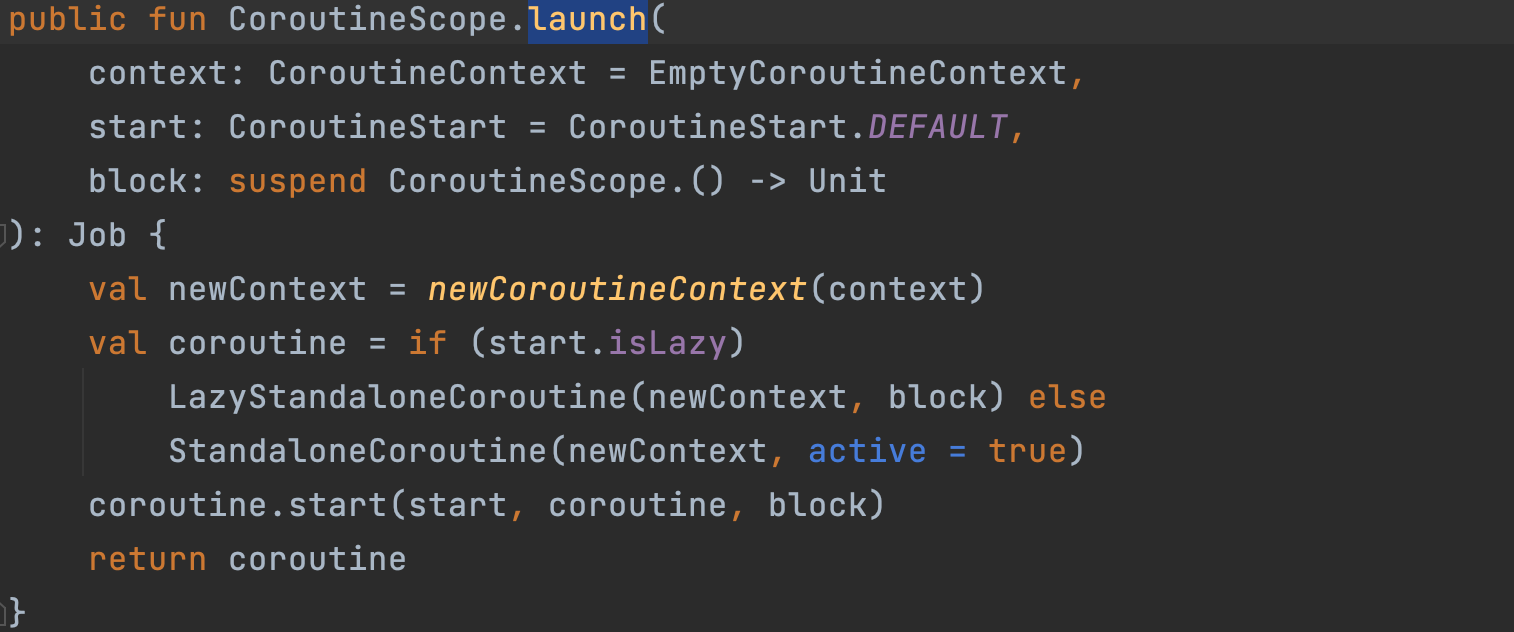 public fun CoroutineScope.launch(
    context: CoroutineContext = EmptyCoroutineContext,
    start: CoroutineStart = CoroutineStart.DEFAULT,
    block: suspend CoroutineScope.() -> Unit
): Job {
    val newContext = newCoroutineContext(context)
    val coroutine = if (start.isLazy)
        LazyStandaloneCoroutine(newContext, block) else
        StandaloneCoroutine(newContext, active = true)
    coroutine.start(start, coroutine, block)
    return coroutine
}